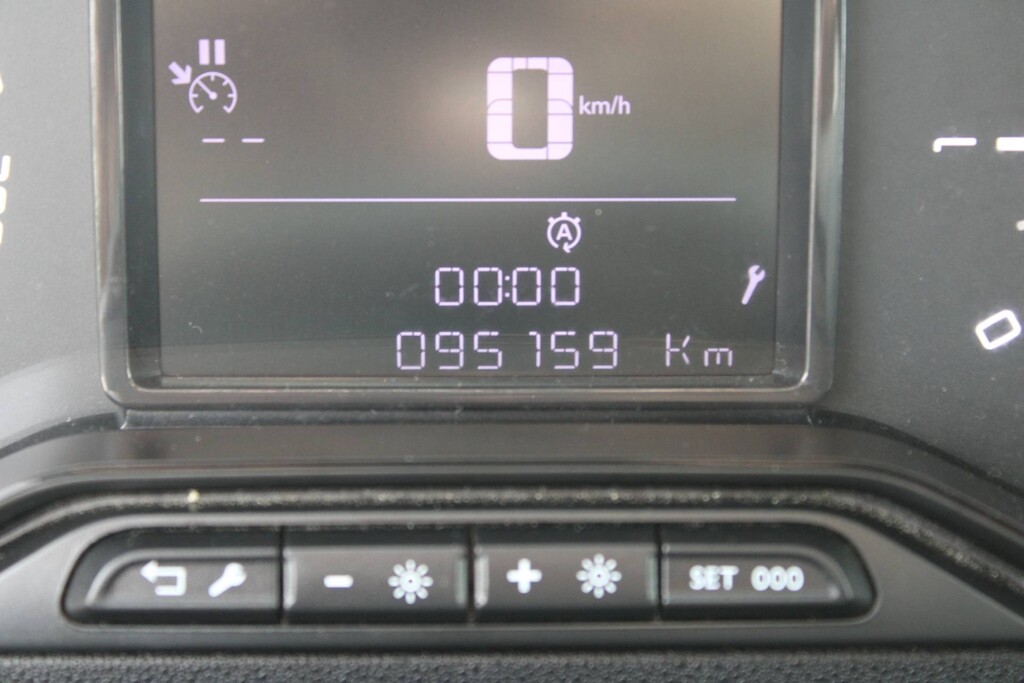 0 km/h
-- --
A
00:00
095159 Km
- + SET 000